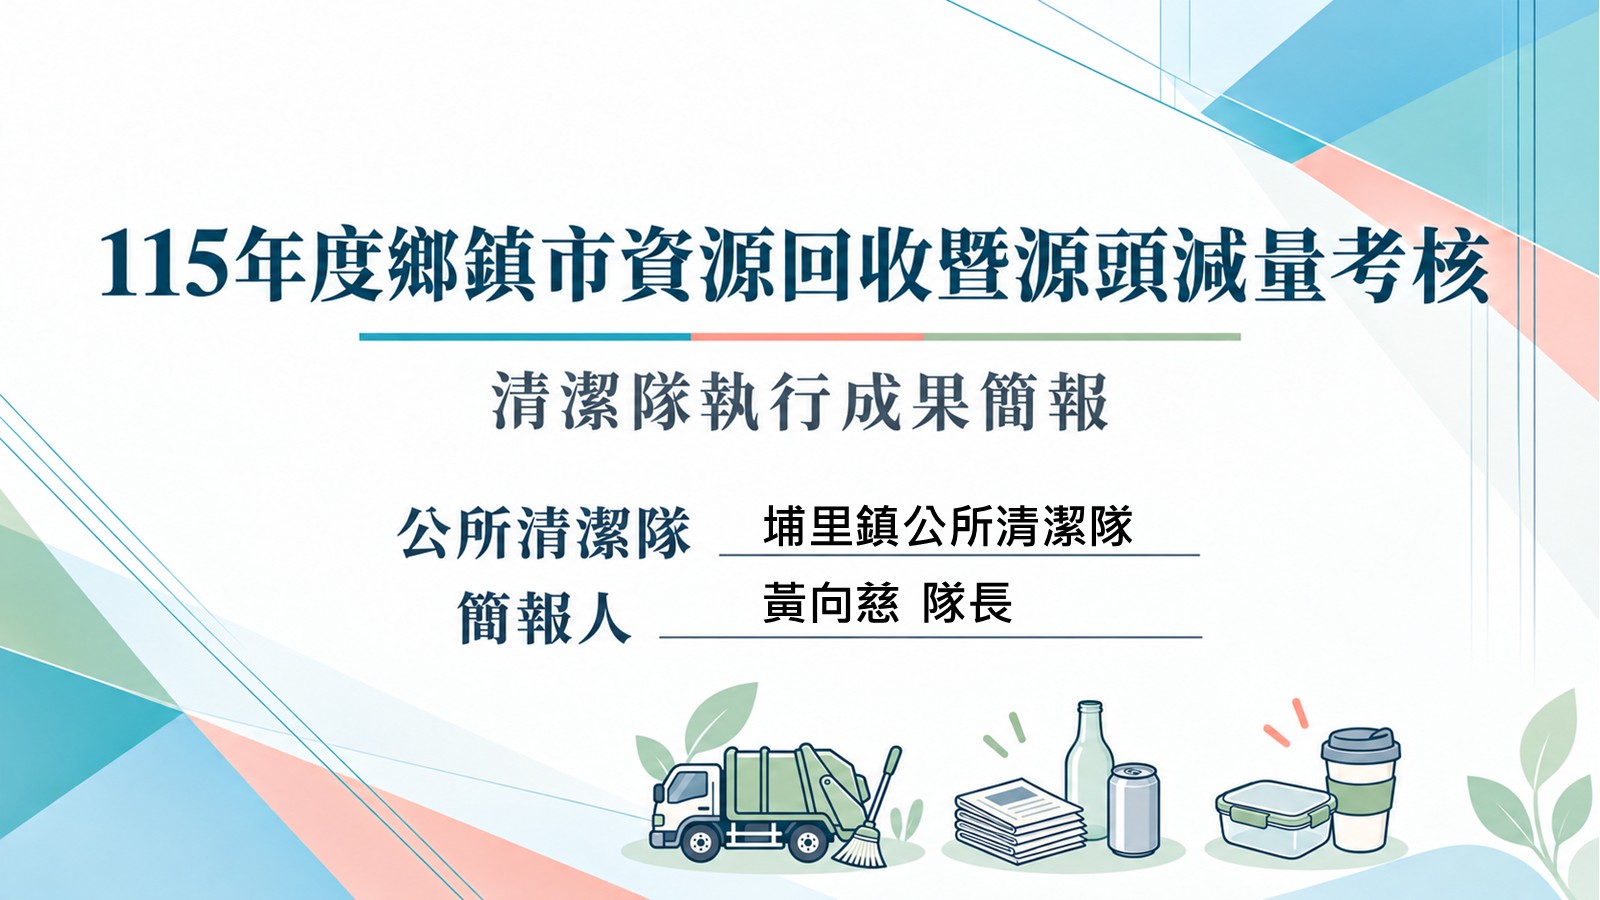 115年度鄉鎮市資源回收暨源頭減量考核
清潔隊執行成果簡報
公所清潔隊 埔里鎮公所清潔隊
簡報人 黃向慈 隊長